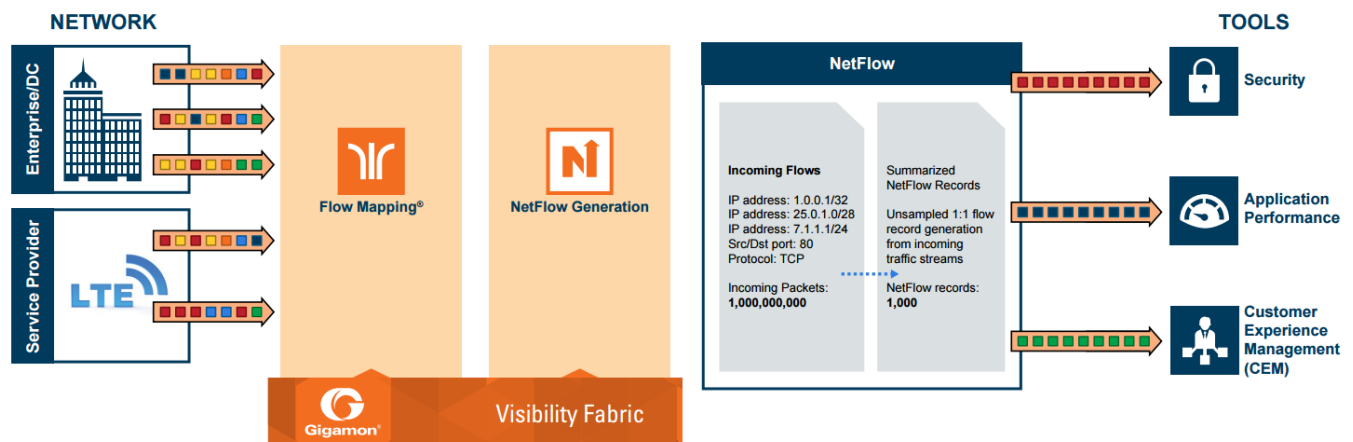 NETWORK
Enterprise/DC
Service Provider
LTE
Flow Mapping®
NetFlow Generation
Gigamon®
Visibility Fabric
NetFlow
Incoming Flows
IP address: 1.0.0.1/32
IP address: 25.0.1.0/28
IP address: 7.1.1.1/24
Src/Dst port: 80
Protocol: TCP
Incoming Packets:
1,000,000,000
Summarized
NetFlow Records
Unsampled 1:1 flow
record generation
from incoming
traffic streams
NetFlow records:
1,000
TOOLS
Security
Application
Performance
Customer
Experience
Management
(CEM)